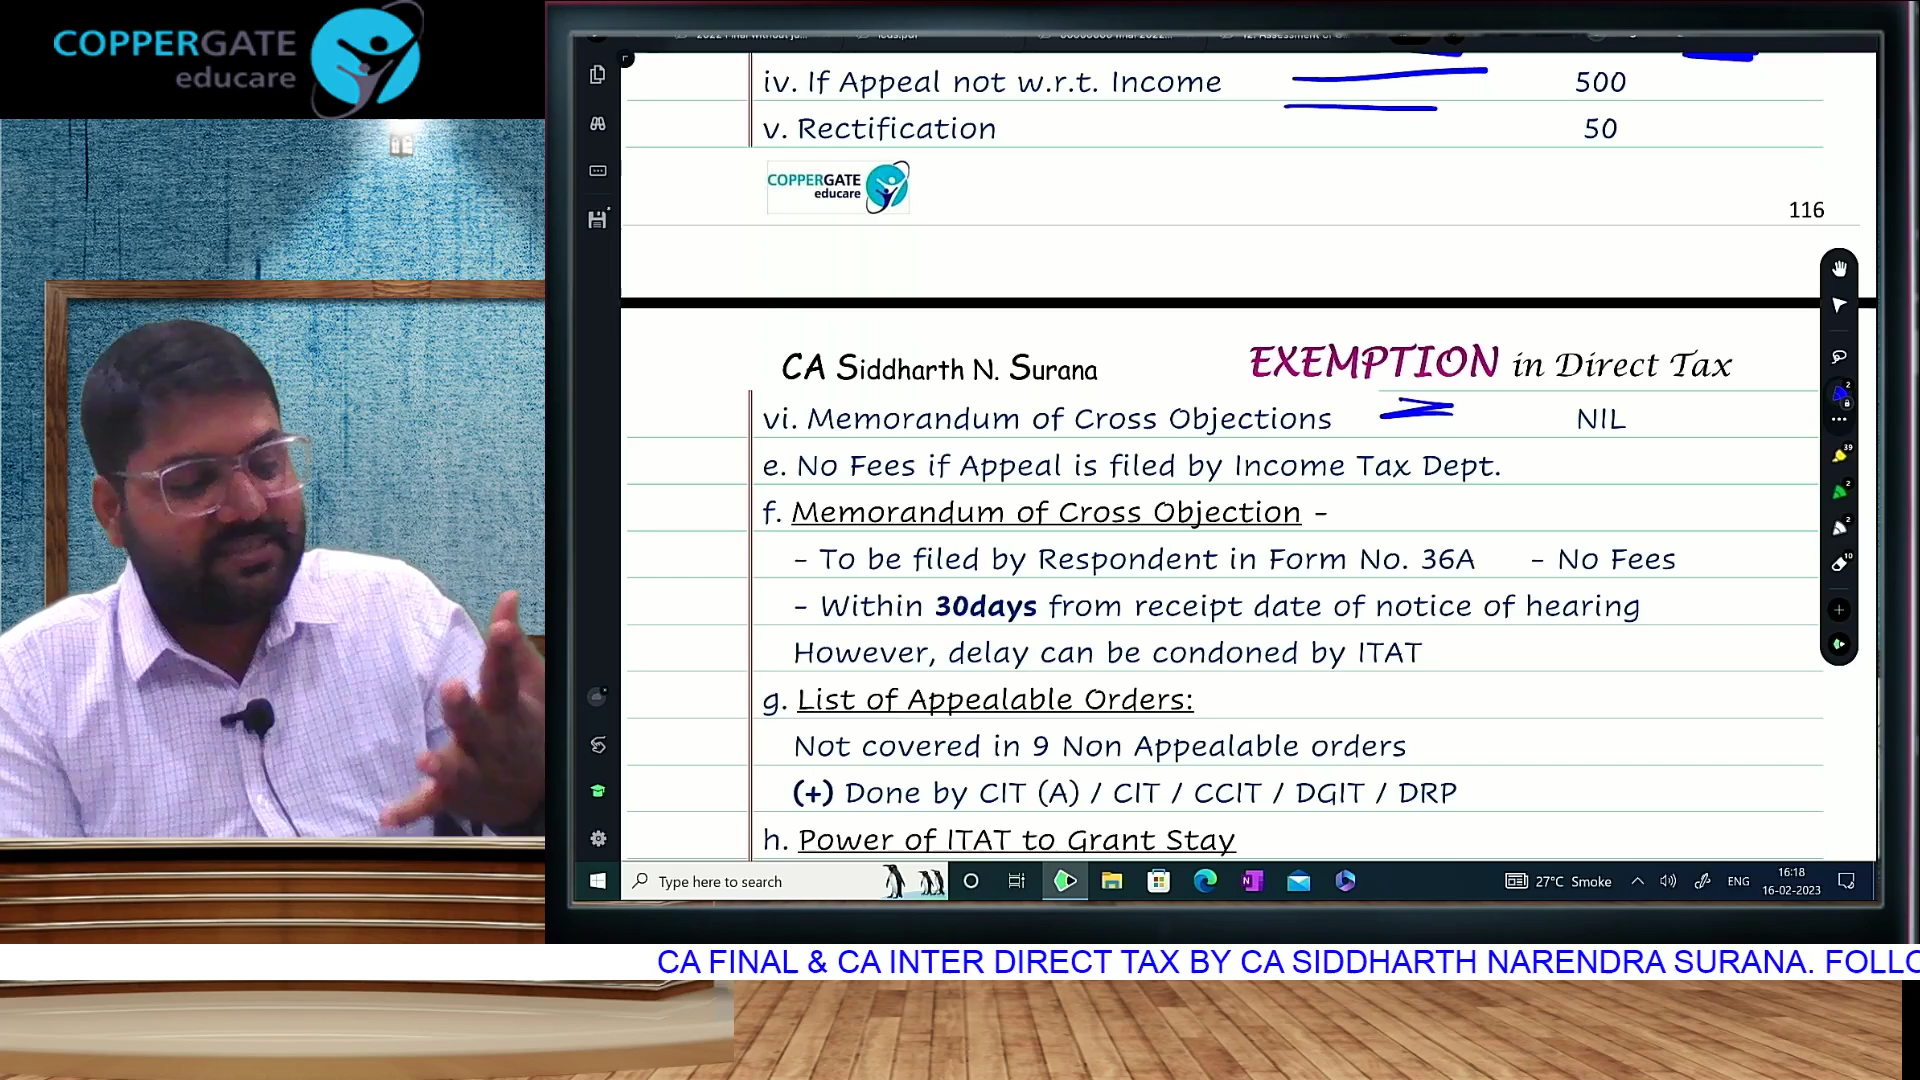 COPPERGATE
educare
iv. If Appeal not w.r.t. Income 500
v. Rectification 50
COPPERGATE
educare
116
CA Siddharth N. Surana EXEMPTION in Direct Tax
vi. Memorandum of Cross Objections NIL
e. No Fees if Appeal is filed by Income Tax Dept.
f. Memorandum of Cross Objection -
- To be filed by Respondent in Form No. 36A - No Fees
- Within 30days from receipt date of notice of hearing
However, delay can be condoned by ITAT
g. List of Appealable Orders:
Not covered in 9 Non Appealable orders
(+) Done by CIT (A) / CIT / CCIT / DGIT / DRP
h. Power of ITAT to Grant Stay
Type here to search
27°C Smoke
ENG
16:18
16-02-2023
CA FINAL & CA INTER DIRECT TAX BY CA SIDDHARTH NARENDRA SURANA. FOLLO